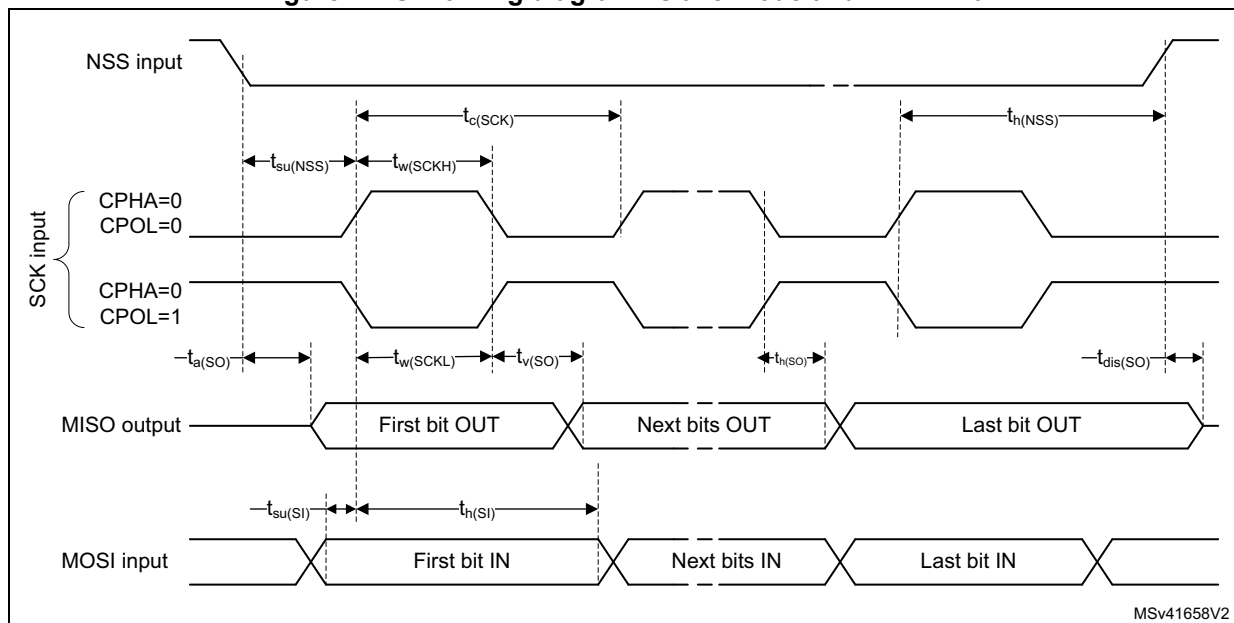 NSS input
tc(SCK)
th(NSS)
tsu(NSS)
tw(SCKH)
SCK input
CPHA=0
CPOL=0
CPHA=0
CPOL=1
ta(SO)
tw(SCKL)
tv(SO)
th(SO)
tdis(SO)
MISO output
First bit OUT
Next bits OUT
Last bit OUT
tsu(SI)
th(SI)
MOSI input
First bit IN
Next bits IN
Last bit IN
MSv41658V2